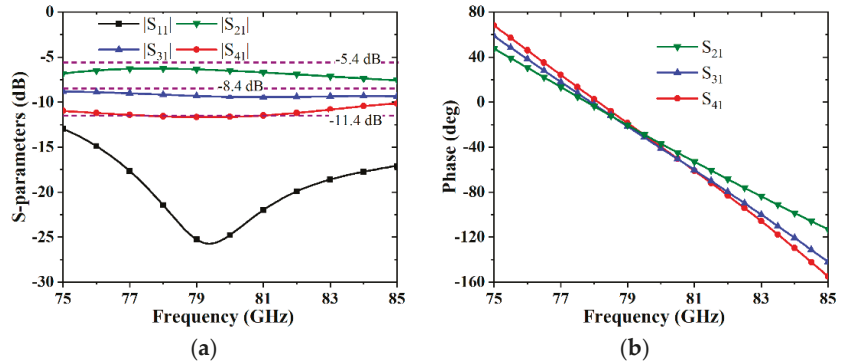 |S11| |S21|
|S31| |S41|
-5.4 dB
-8.4 dB
-11.4 dB
0
-5
-10
-15
-20
-25
-30
S-parameters (dB)
75 77 79 81 83 85
Frequency (GHz)
(a)
S21
S31
S41
80
40
0
-40
-80
-120
-160
Phase (deg)
75 77 79 81 83 85
Frequency (GHz)
(b)